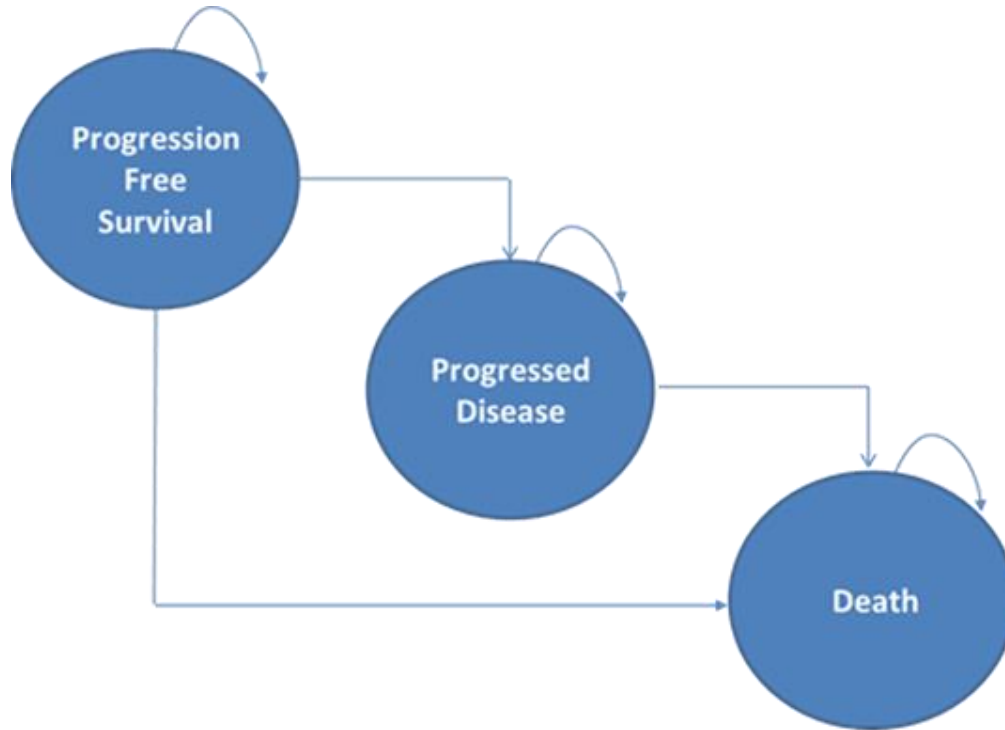 Progression
Free
Survival
Progressed
Disease
Death